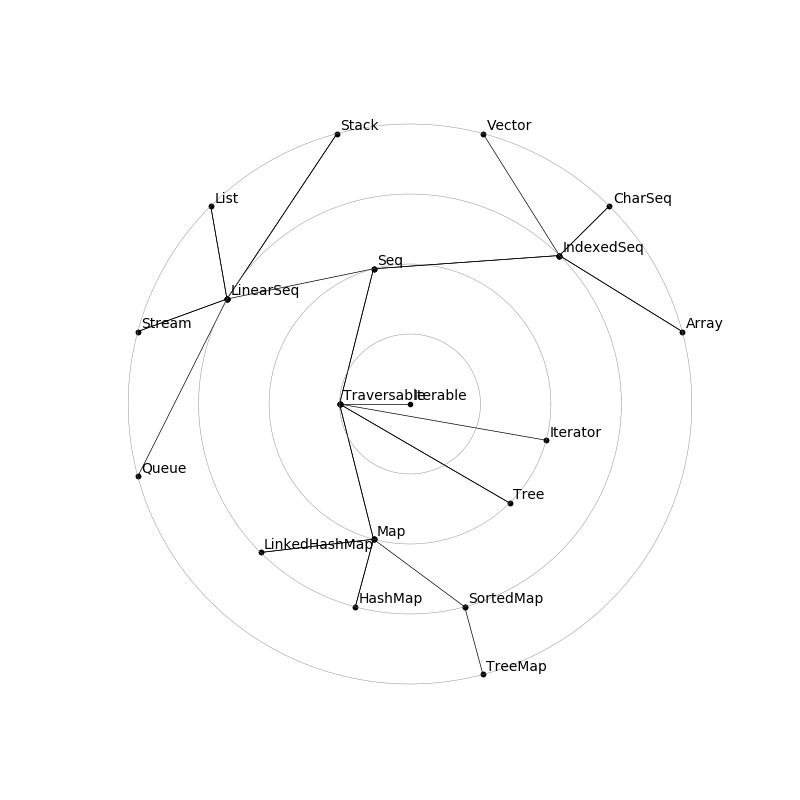 Stack
Vector
List
CharSeq
IndexedSeq
Seq
LinearSeq
Stream
Array
Traversable
Iterable
Iterator
Queue
Tree
Map
LinkedHashMap
HashMap
SortedMap
TreeMap